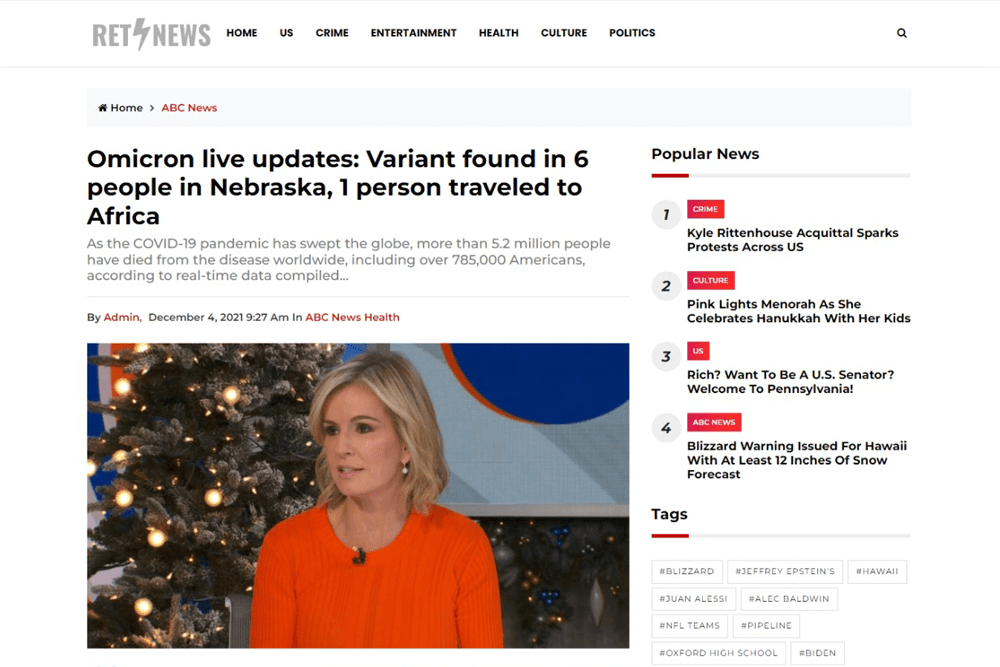 RET NEWS
HOME US CRIME ENTERTAINMENT HEALTH CULTURE POLITICS
Home > ABC News
Omicron live updates: Variant found in 6
people in Nebraska, 1 person traveled to
Africa
As the COVID-19 pandemic has swept the globe, more than 5.2 million people
have died from the disease worldwide, including over 785,000 Americans,
according to real-time data compiled...
By Admin, December 4, 2021 9:27 Am In ABC News Health
Popular News
1
CRIME
Kyle Rittenhouse Acquittal Sparks
Protests Across US
2
CULTURE
Pink Lights Menorah As She
Celebrates Hanukkah With Her Kids
3
US
Rich? Want To Be A U.S. Senator?
Welcome To Pennsylvania!
4
ABC NEWS
Blizzard Warning Issued For Hawaii
With At Least 12 Inches Of Snow
Forecast
Tags
#BLIZZARD #JEFFREY EPSTEIN'S #HAWAII
#JUAN ALESSI #ALEC BALDWIN
#NFL TEAMS #PIPELINE
#OXFORD HIGH SCHOOL #BIDEN